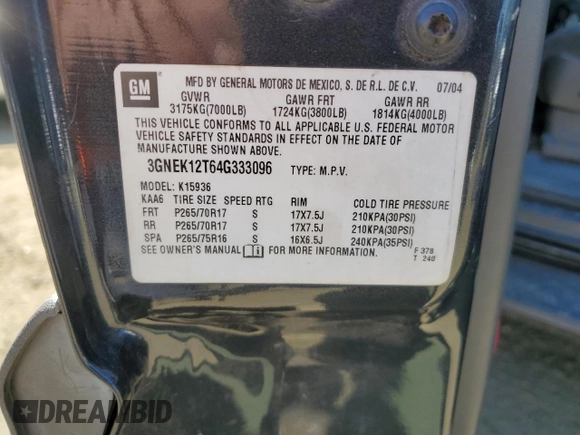 GM
MFD BY GENERAL MOTORS DE MEXICO, S. DE R.L. DE C.V. 07/04
GVWR GAWR FRT GAWR RR
3175KG(7000LB) 1724KG(3800LB) 1814KG(4000LB)
THIS VEHICLE CONFORMS TO ALL APPLICABLE U.S. FEDERAL MOTOR
VEHICLE SAFETY STANDARDS IN EFFECT ON THE DATE OF
MANUFACTURE SHOWN ABOVE.
3GNEK12T64G333096 TYPE: M.P.V.
MODEL: K15936
KAA6 TIRE SIZE SPEED RTG RIM COLD TIRE PRESSURE
FRT P265/70R17 S 17X7.5J 210KPA(30PSI)
RR P265/70R17 S 17X7.5J 210KPA(30PSI)
SPA P265/75R16 S 16X6.5J 240KPA(35PSI)
SEE OWNER'S MANUAL FOR MORE INFORMATION.
F 378
T 240
DREAMBID